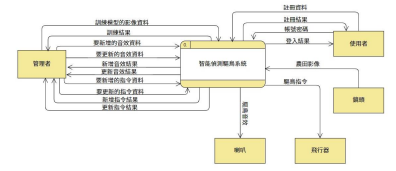 訓練模型的影像資料
訓練結果
要新增的音效資料
要更新的音效資料
新增音效結果
更新音效結果
要新增的指令資料
要更新的指令資料
新增指令結果
更新指令結果
管理者
0
智能偵測驅鳥系統
註冊資料
註冊結果
帳號密碼
登入結果
使用者
農田影像
鏡頭
驅鳥指令
飛行器
驅鳥音效
喇叭